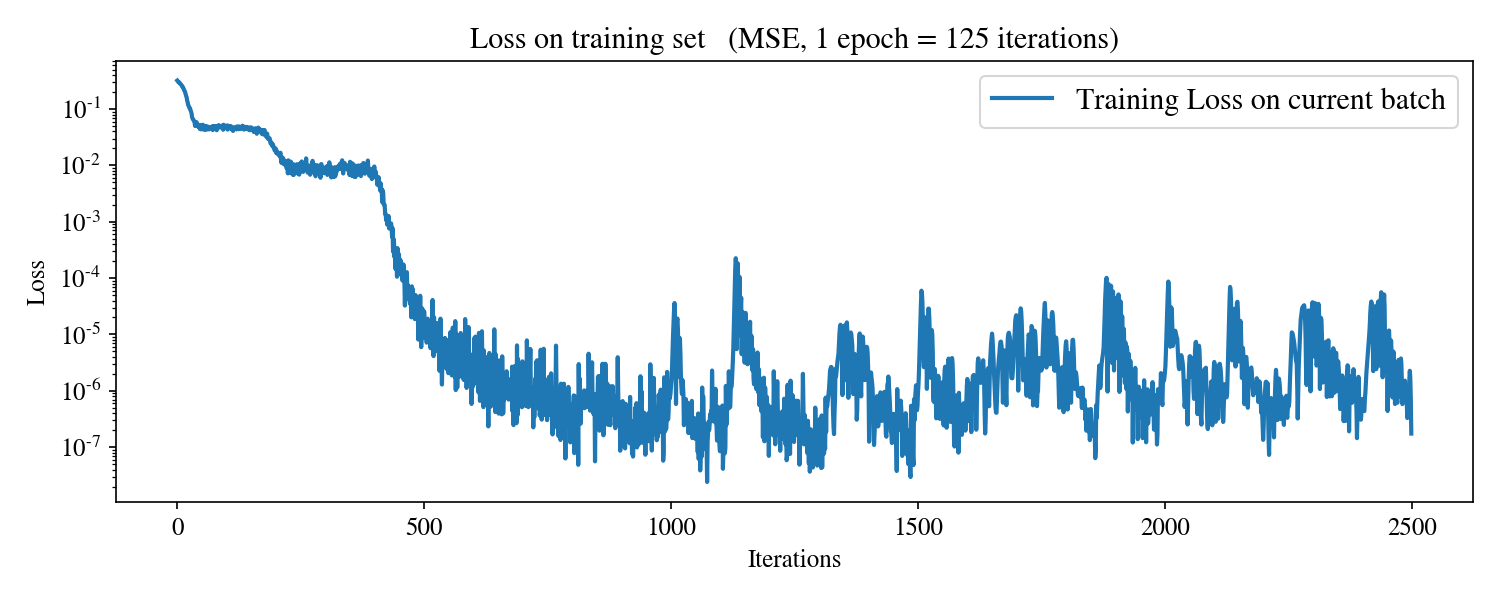 Loss on training set   (MSE, 1 epoch = 125 iterations)
Training Loss on current batch
Loss
10⁻¹
10⁻²
10⁻³
10⁻⁴
10⁻⁵
10⁻⁶
10⁻⁷
0 500 1000 1500 2000 2500
Iterations